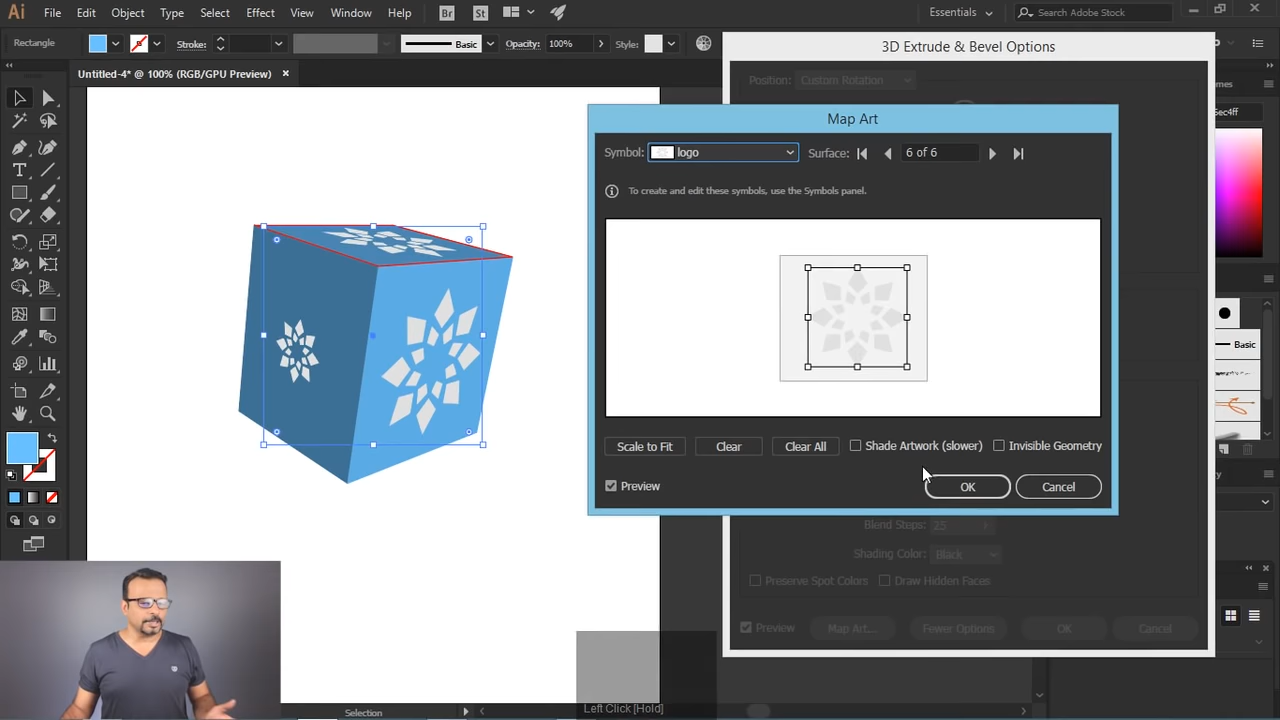 Ai File Edit Object Type Select Effect View Window Help Br St Essentials Search Adobe Stock
Rectangle Stroke: Basic Opacity: 100% Style:
3D Extrude & Bevel Options
Untitled-4* @ 100% (RGB/GPU Preview) ×
Position: Custom Rotation
Map Art
Symbol: logo Surface: 6 of 6
To create and edit these symbols, use the Symbols panel.
Scale to Fit Clear Clear All Shade Artwork (slower) Invisible Geometry
Preview OK Cancel
Blend Steps: 25
Shading Color: Black
Preserve Spot Colors Draw Hidden Faces
Preview Map Art... Fewer Options OK Cancel
Basic
Left Click [Hold]
Selection